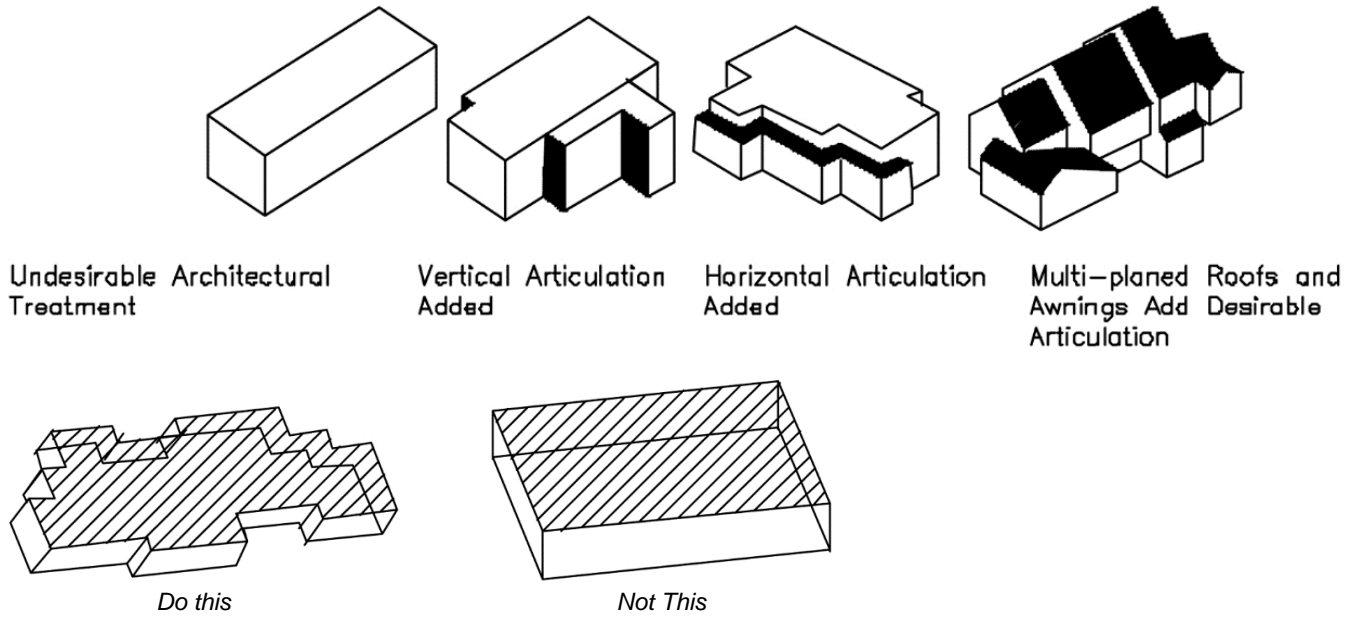 Undesirable Architectural
Treatment
Vertical Articulation
Added
Horizontal Articulation
Added
Multi-planed Roofs and
Awnings Add Desirable
Articulation
Do this
Not This